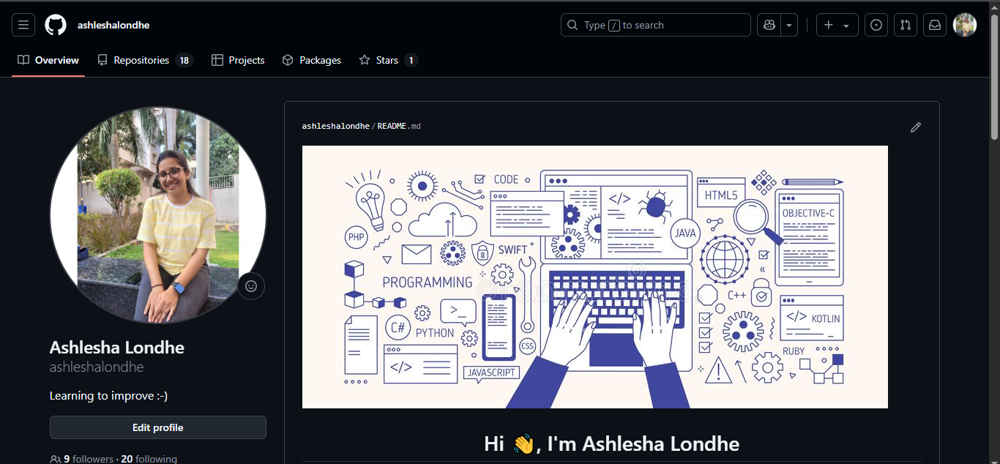 ashleshalondhe
Type / to search
Overview
Repositories 18
Projects
Packages
Stars 1
ashleshalondhe/README.md
CODE
HTML5
OBJECTIVE-C
PHP
JAVA
SWIFT
PROGRAMMING
C++
C#
PYTHON
KOTLIN
CSS
RUBY
JAVASCRIPT
Ashlesha Londhe
ashleshalondhe
Learning to improve :-)
Edit profile
9 followers · 20 following
Hi 👋, I'm Ashlesha Londhe